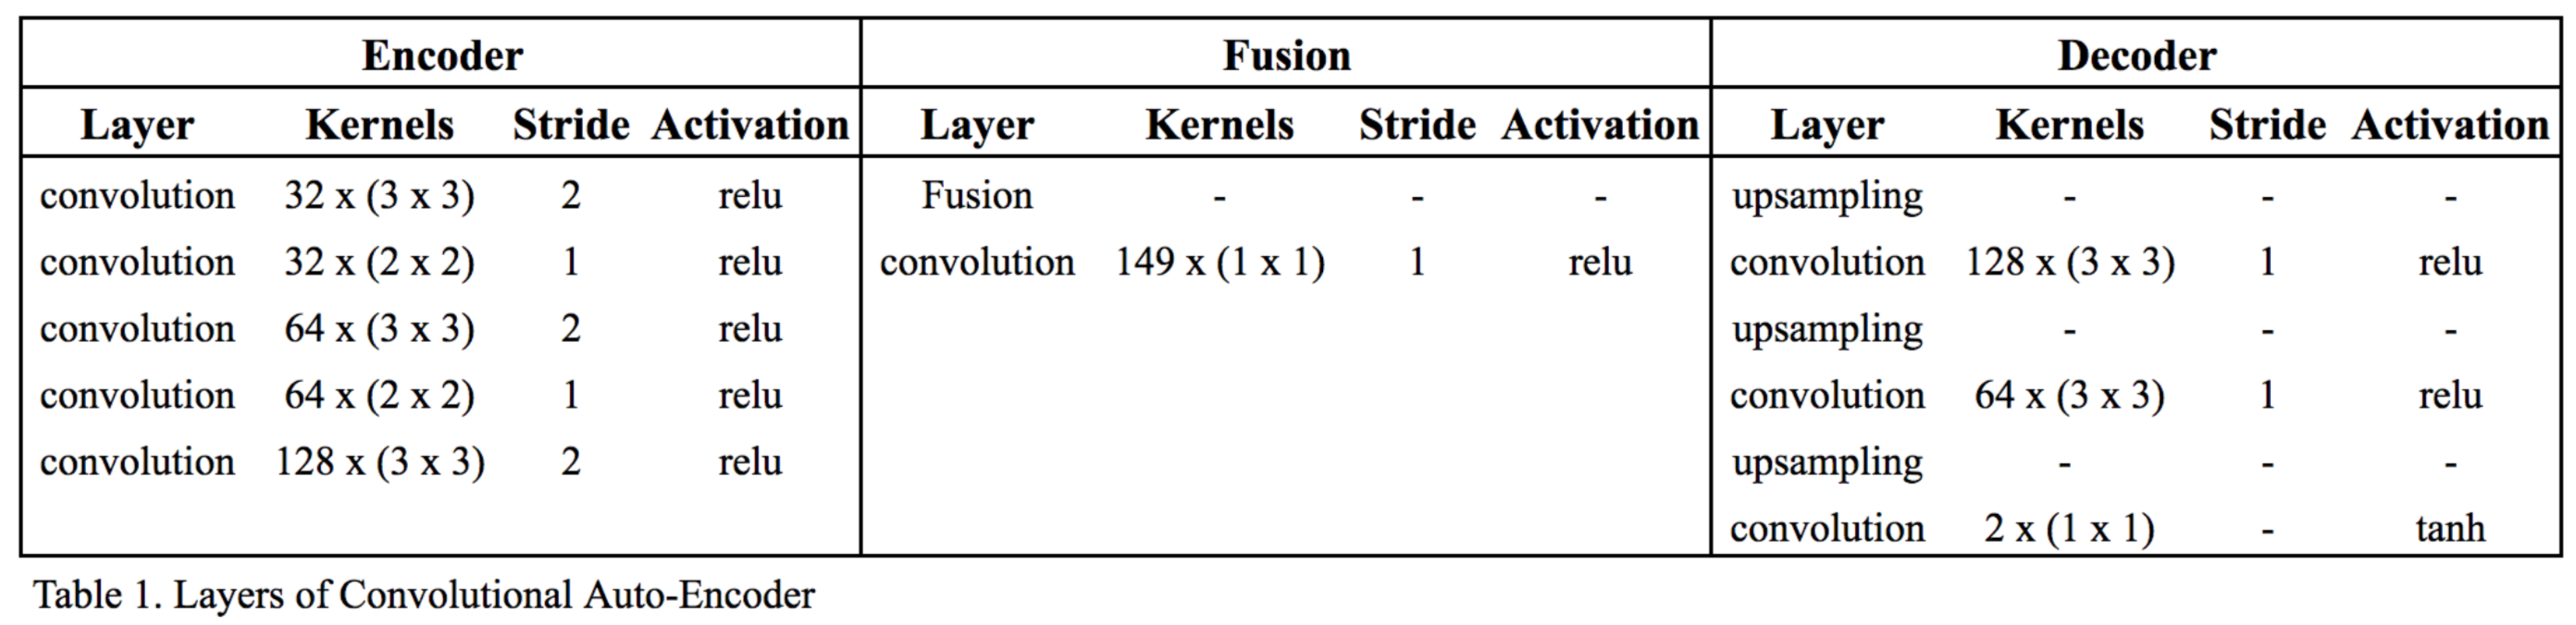 Encoder Fusion Decoder
Layer Kernels Stride Activation Layer Kernels Stride Activation Layer Kernels Stride Activation
convolution 32 x (3 x 3) 2 relu Fusion - - - upsampling - - -
convolution 32 x (2 x 2) 1 relu convolution 149 x (1 x 1) 1 relu convolution 128 x (3 x 3) 1 relu
convolution 64 x (3 x 3) 2 relu upsampling - - -
convolution 64 x (2 x 2) 1 relu convolution 64 x (3 x 3) 1 relu
convolution 128 x (3 x 3) 2 relu upsampling - - -
convolution 2 x (1 x 1) - tanh
Table 1. Layers of Convolutional Auto-Encoder